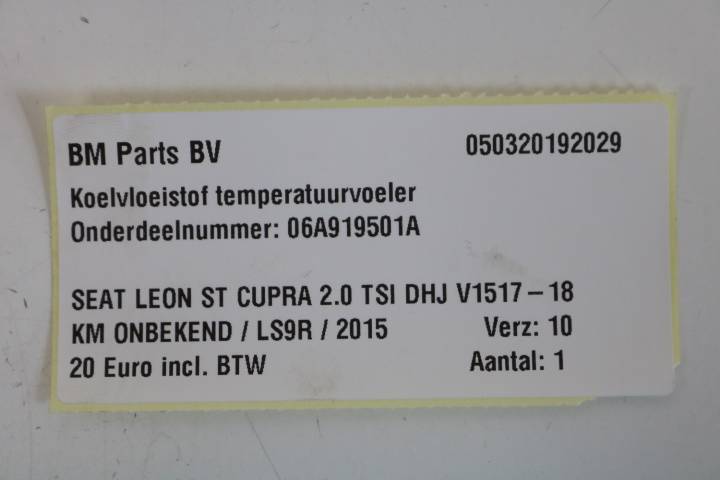 BM Parts BV 050320192029
Koelvloeistof temperatuurvoeler
Onderdeelnummer: 06A919501A
SEAT LEON ST CUPRA 2.0 TSI DHJ V1517 – 18
KM ONBEKEND / LS9R / 2015 Verz: 10
20 Euro incl. BTW Aantal: 1